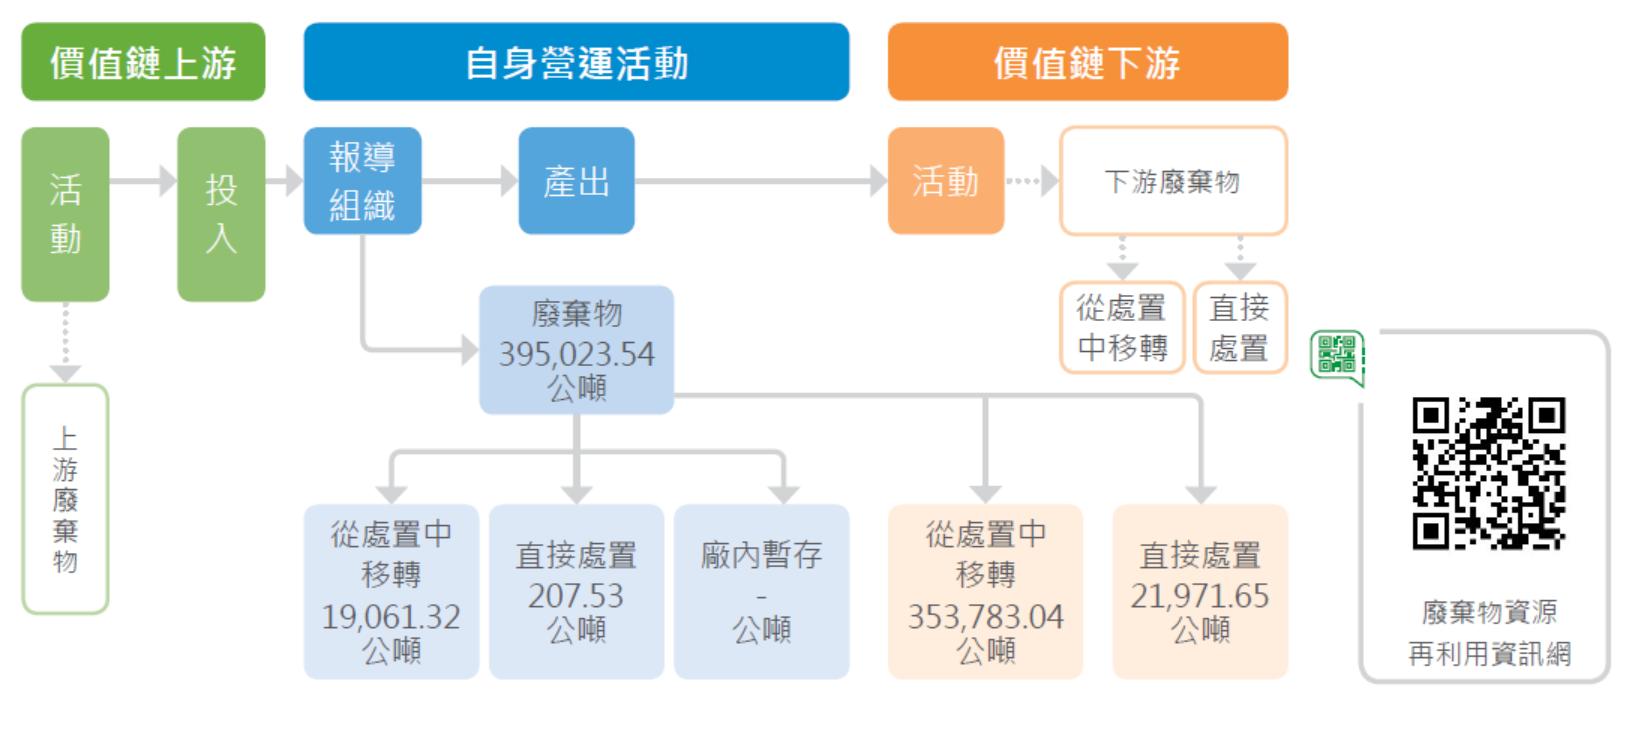 價值鏈上游
自身營運活動
價值鏈下游
活
動
投
入
報導
組織
產出
活動
下游廢棄物
從處置
中移轉
直接
處置
上
游
廢
棄
物
廢棄物
395,023.54
公噸
從處置中
移轉
19,061.32
公噸
直接處置
207.53
公噸
廠內暫存
-
公噸
從處置中
移轉
353,783.04
公噸
直接處置
21,971.65
公噸
廢棄物資源
再利用資訊網